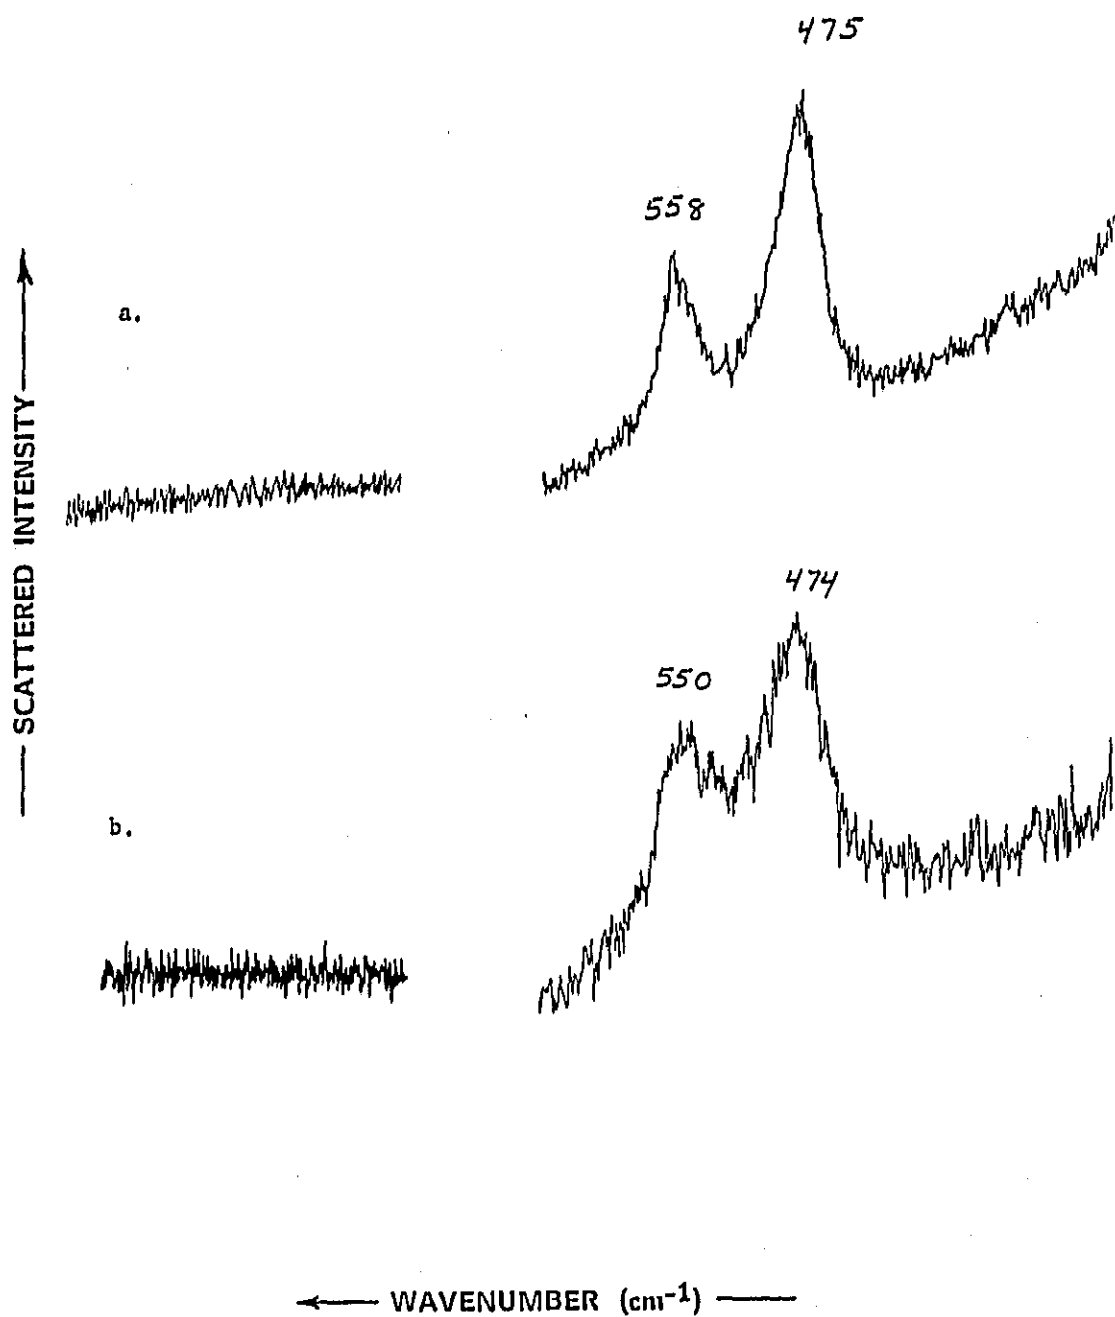 475
558
a.
SCATTERED INTENSITY
474
550
b.
WAVENUMBER (cm-1)